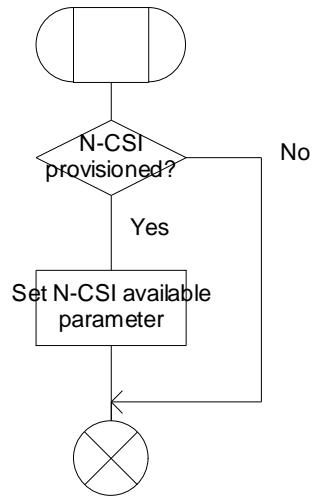 N-CSI
provisioned?
No
Yes
Set N-CSI available
parameter